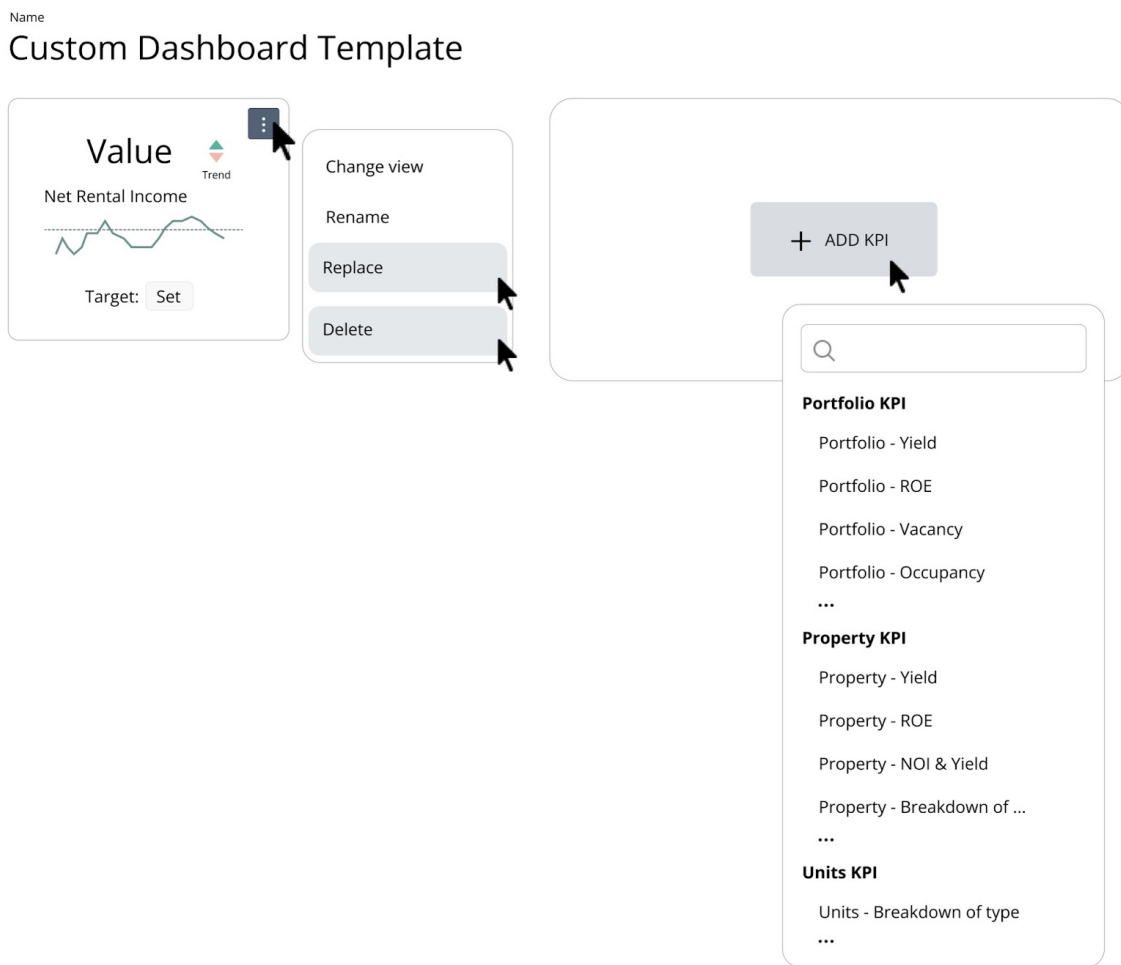 Name
Custom Dashboard Template
Value
Trend
Net Rental Income
Target: Set
Change view
Rename
Replace
Delete
ADD KPI
Portfolio KPI
Portfolio - Yield
Portfolio - ROE
Portfolio - Vacancy
Portfolio - Occupancy
...
Property KPI
Property - Yield
Property - ROE
Property - NOI & Yield
Property - Breakdown of ...
...
Units KPI
Units - Breakdown of type
...